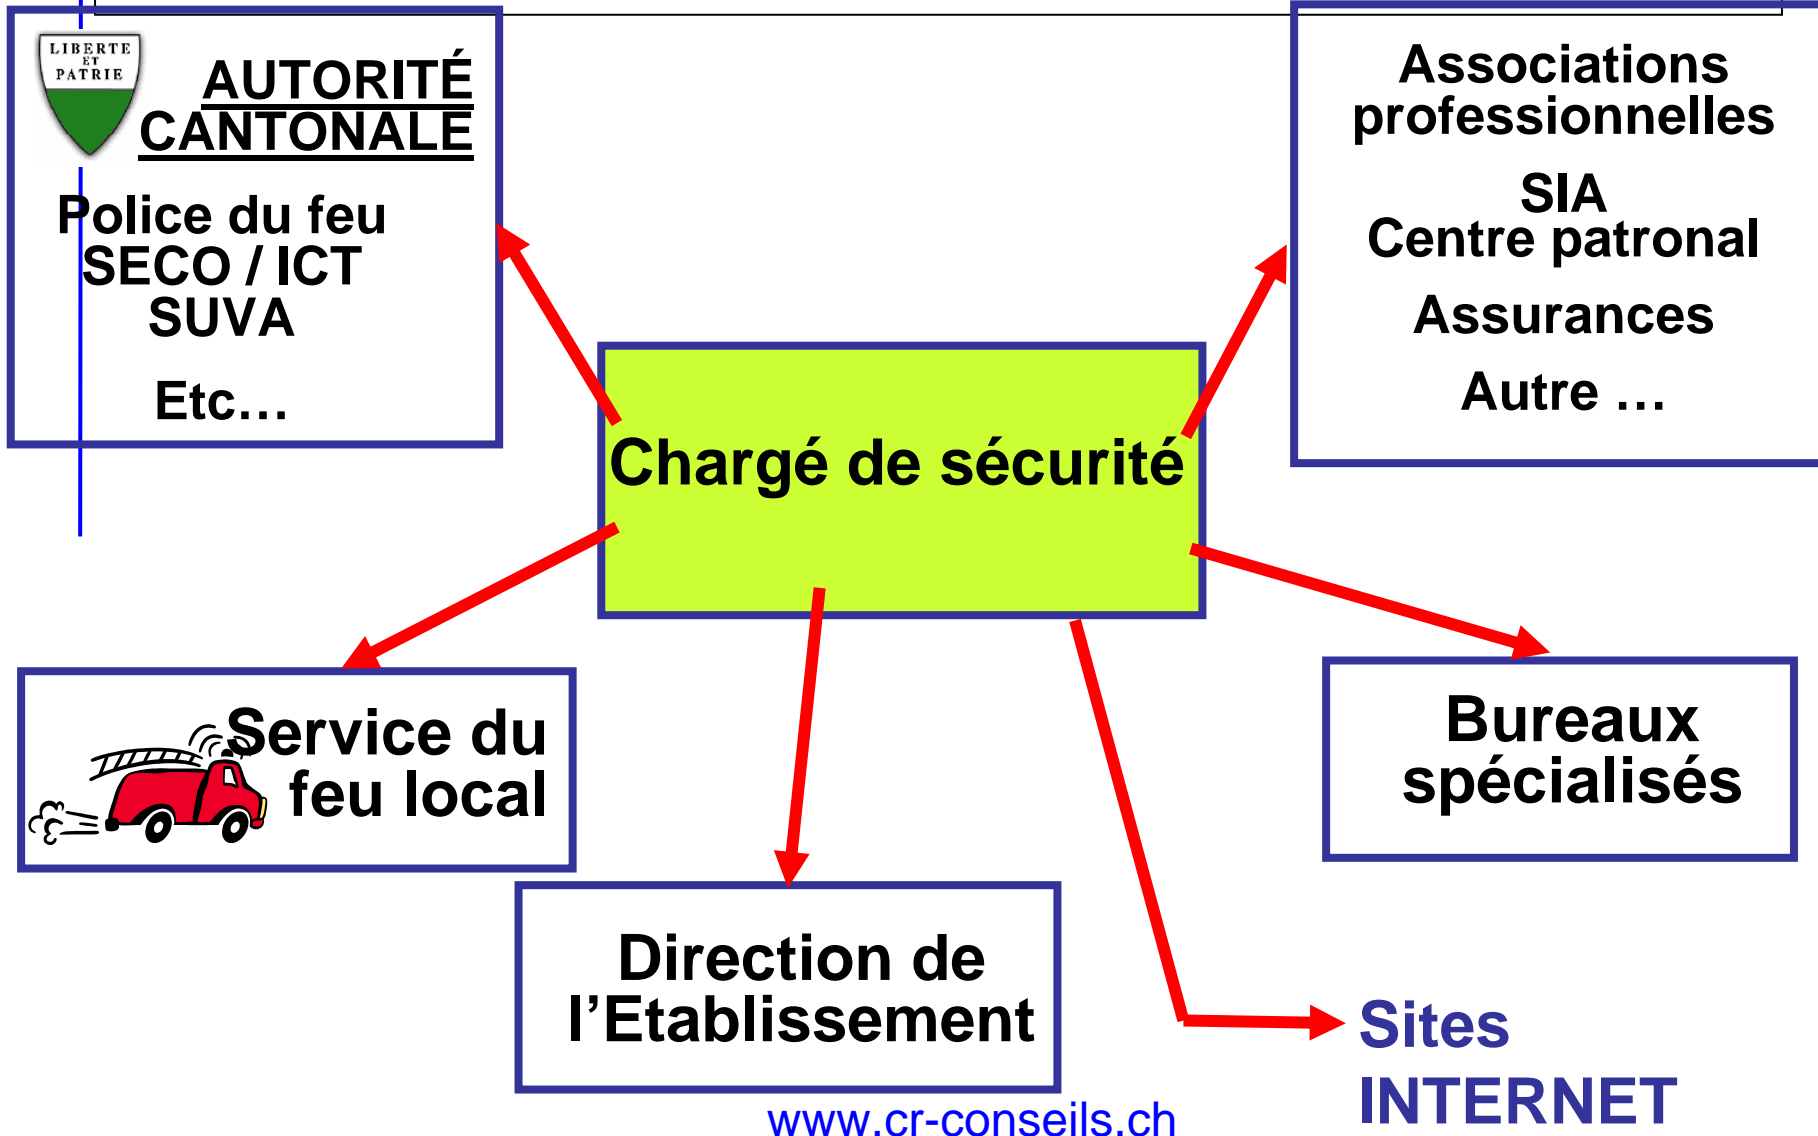 LIBERTE
ET
PATRIE
AUTORITÉ
CANTONALE
Police du feu
SECO / ICT
SUVA
Etc…
Associations
professionnelles
SIA
Centre patronal
Assurances
Autre …
Chargé de sécurité
Service du
feu local
Bureaux
spécialisés
Direction de
l’Etablissement
Sites
INTERNET
www.cr-conseils.ch